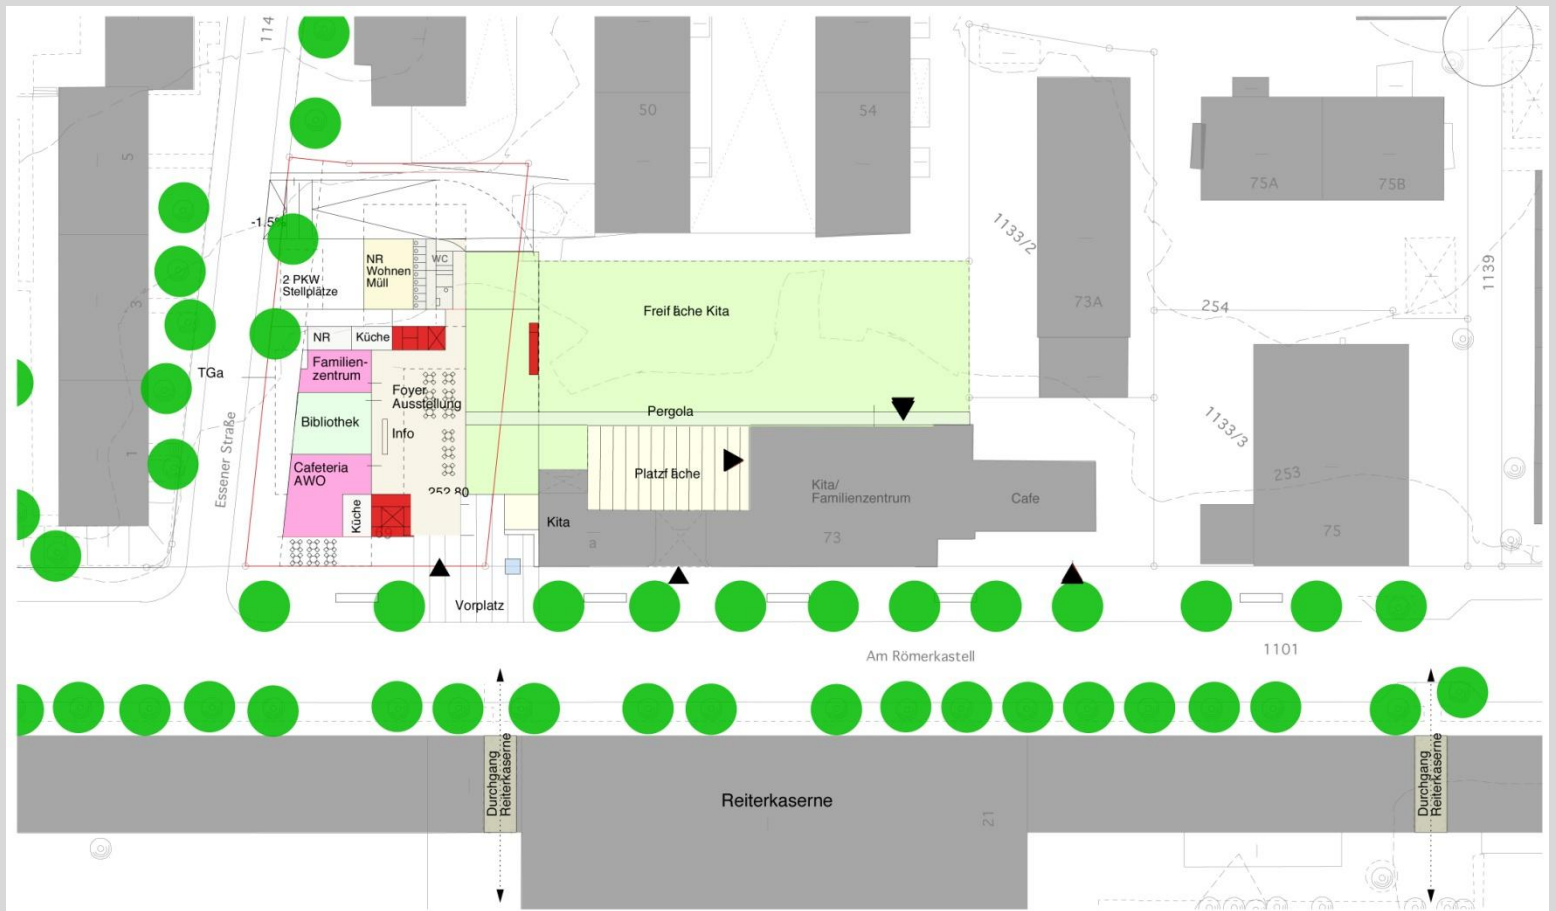 114
5
50
54
75A
75B
-1.5%
1133/2
1139
NR
Wohnen
Müll
WC
2 PKW
Stellplätze
3
73A
254
Freifläche Kita
NR
Küche
Familien-
zentrum
TGa
Foyer
Ausstellung
Pergola
Bibliothek
Info
1133/3
1
Essener Straße
Cafeteria
AWO
Platzfläche
253
252.80
Kita/
Familienzentrum
Cafe
Küche
Kita
a
73
75
Vorplatz
Am Römerkastell
1101
Durchgang
Reiterkaserne
Reiterkaserne
21
Durchgang
Reiterkaserne